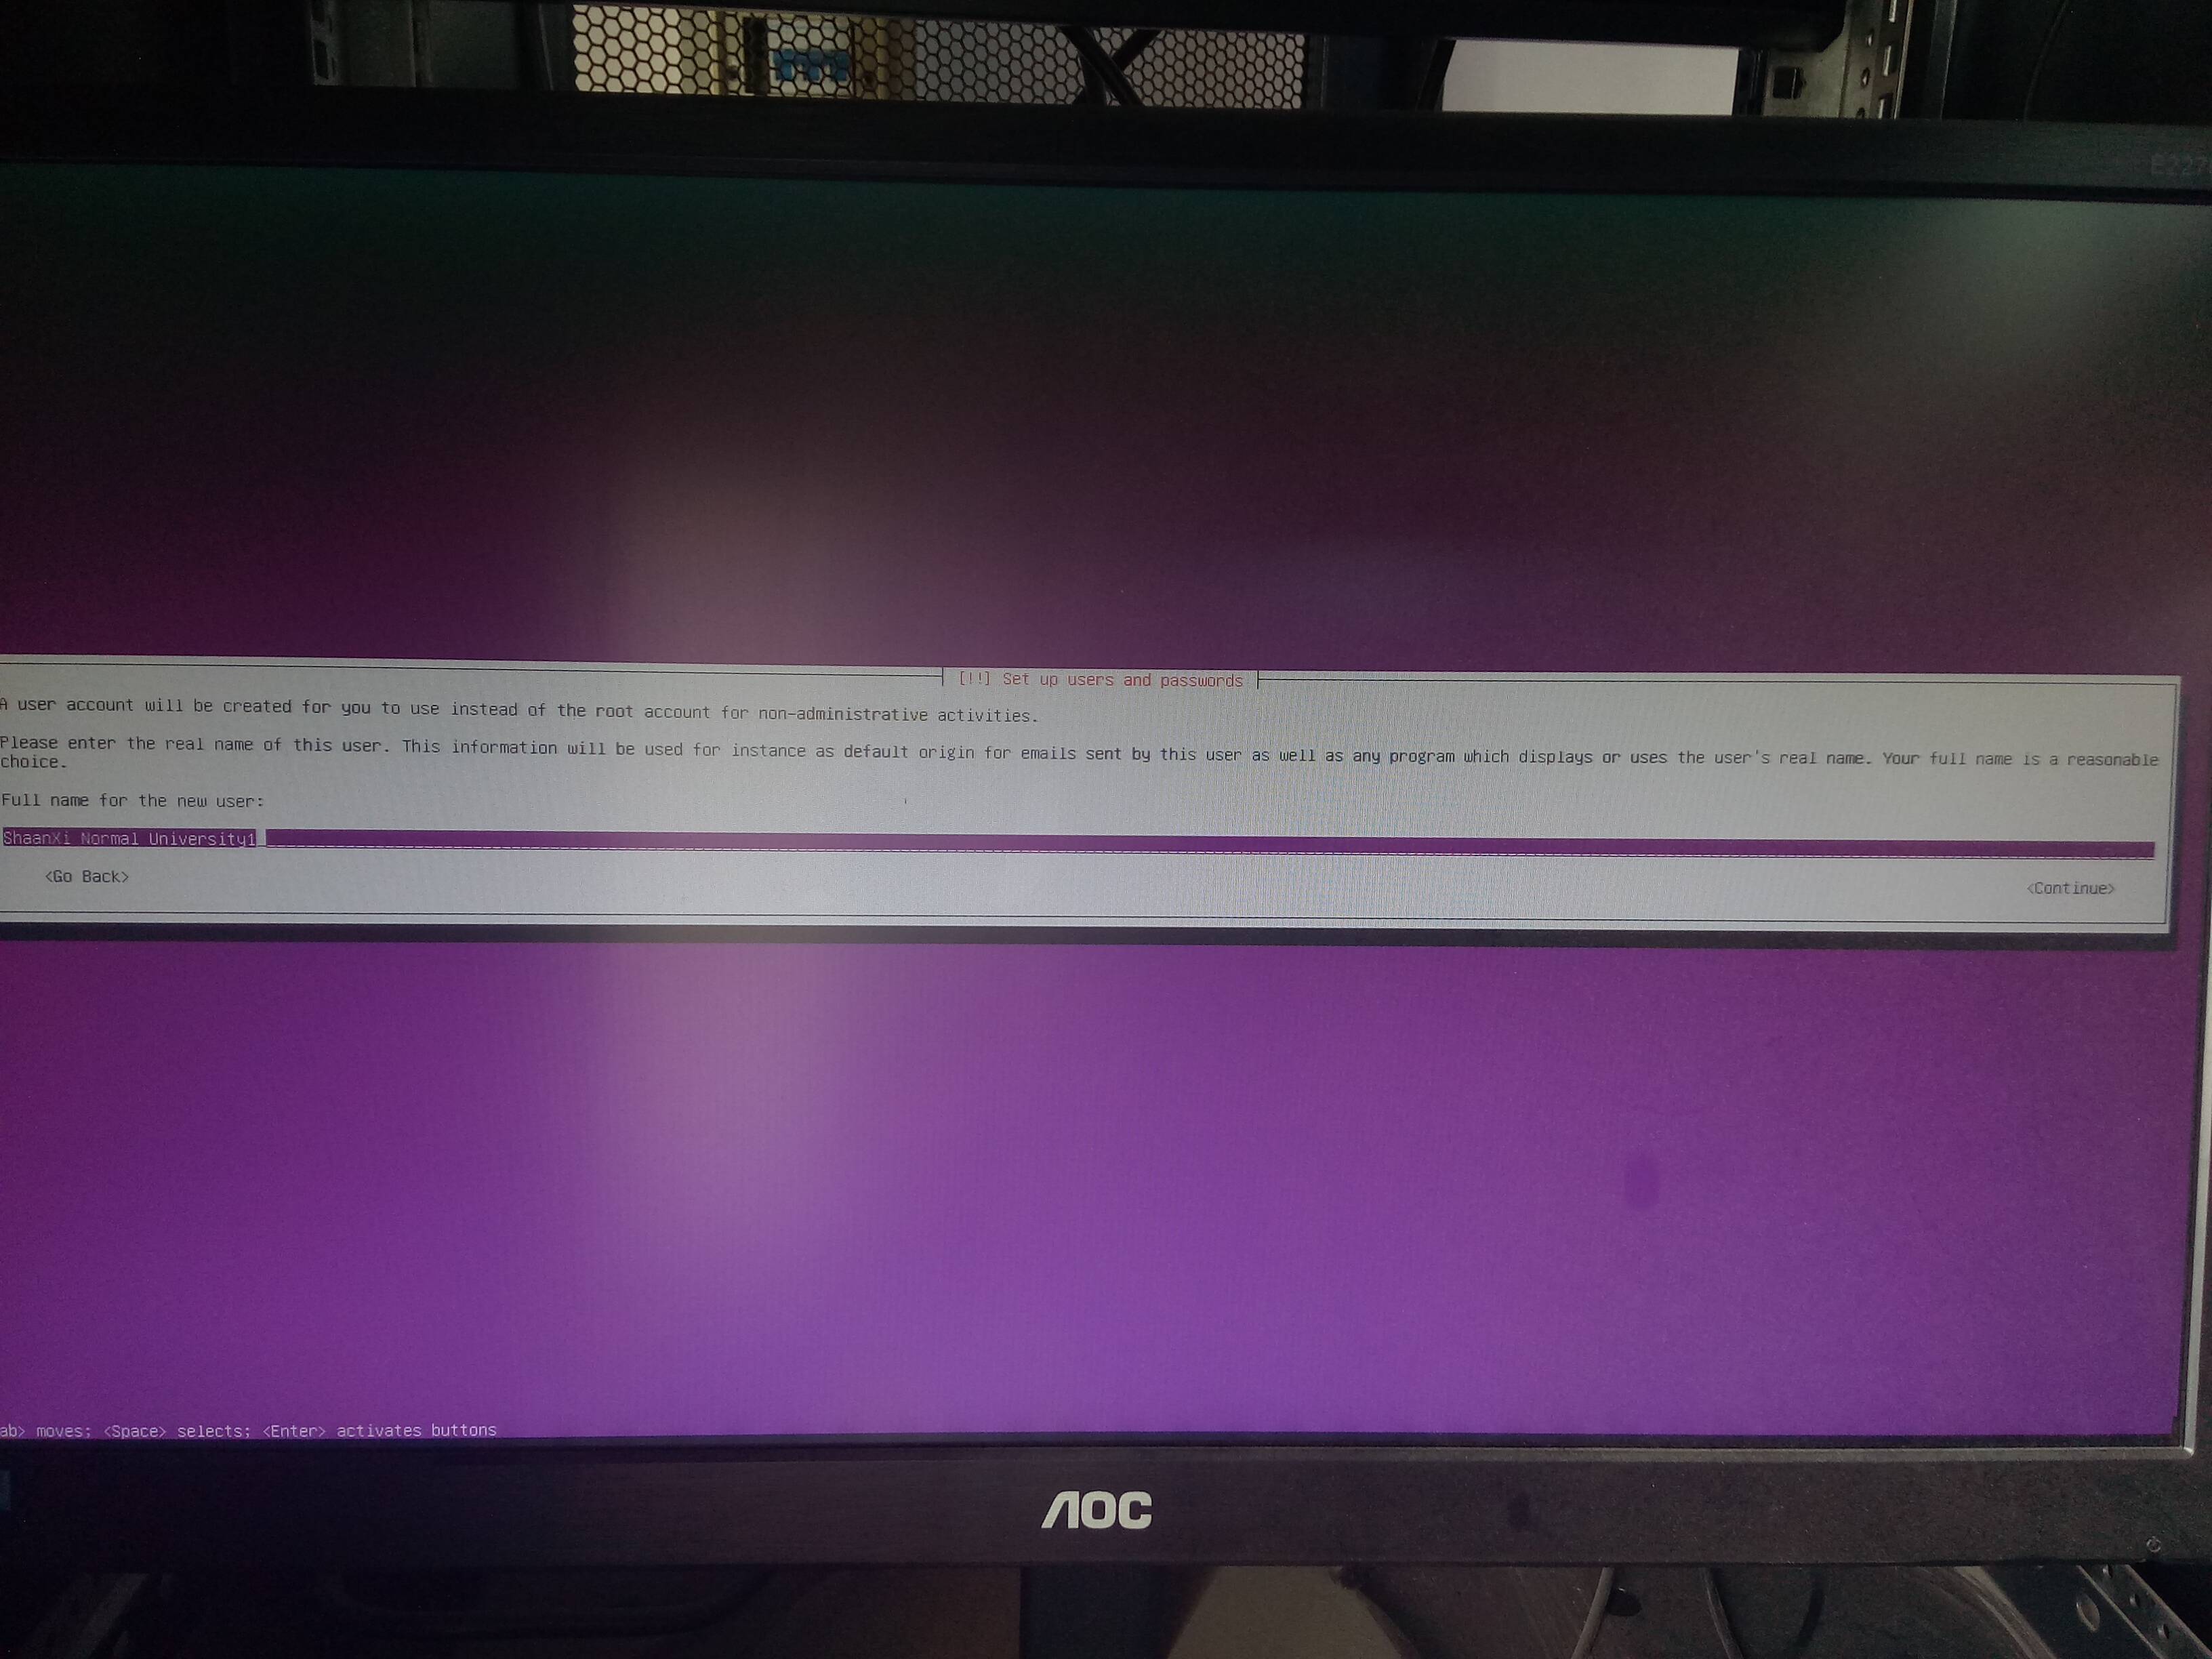 E227
[!!] Set up users and passwords
A user account will be created for you to use instead of the root account for non-administrative activities.
Please enter the real name of this user. This information will be used for instance as default origin for emails sent by this user as well as any program which displays or uses the user's real name. Your full name is a reasonable
choice.
Full name for the new user:
ShaanXi Normal University1
<Go Back>
<Continue>
ab> moves; <Space> selects; <Enter> activates buttons
AOC